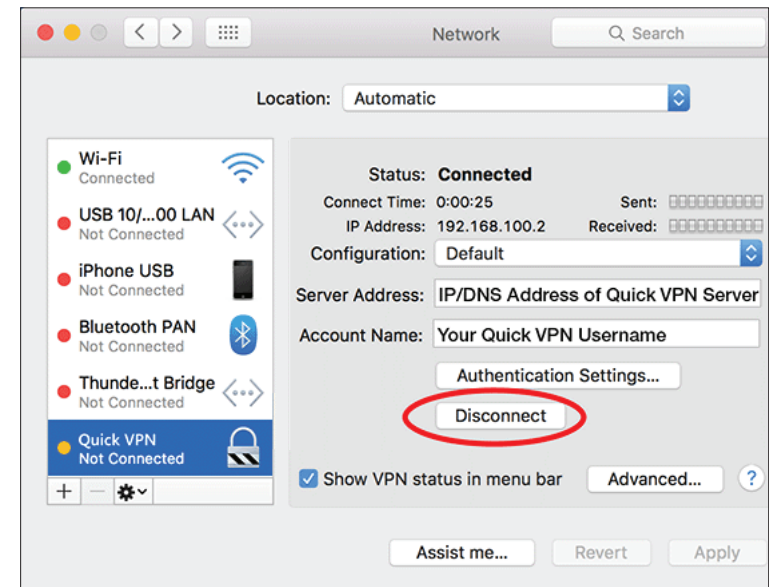 Network
Search
Location: Automatic
Wi-Fi
Connected
USB 10/...00 LAN
Not Connected
iPhone USB
Not Connected
Bluetooth PAN
Not Connected
Thunde...t Bridge
Not Connected
Quick VPN
Not Connected
Status: Connected
Connect Time: 0:00:25 Sent:
IP Address: 192.168.100.2 Received:
Configuration: Default
Server Address: IP/DNS Address of Quick VPN Server
Account Name: Your Quick VPN Username
Authentication Settings...
Disconnect
Show VPN status in menu bar Advanced... ?
Assist me... Revert Apply